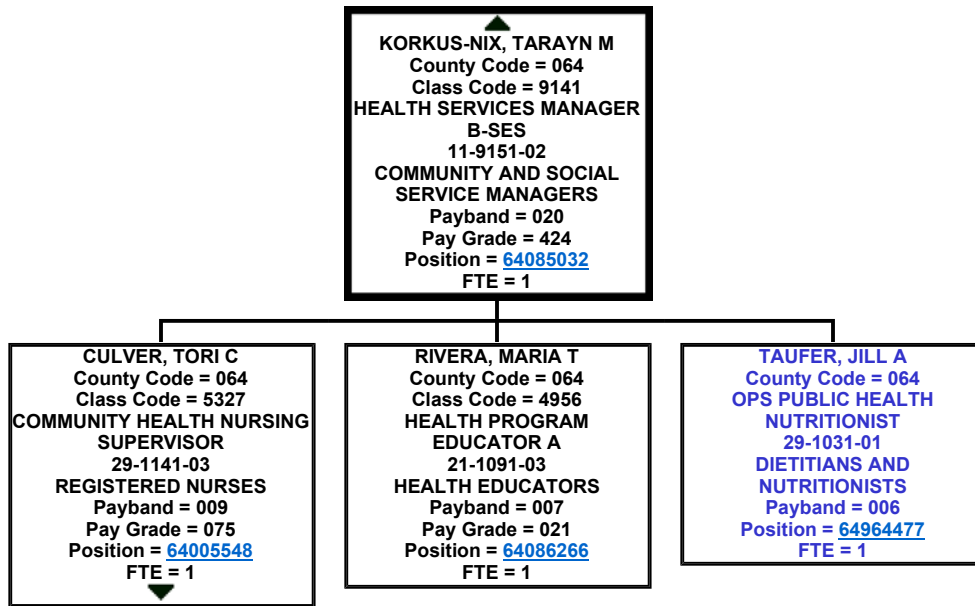 KORKUS-NIX, TARAYN M
County Code = 064
Class Code = 9141
HEALTH SERVICES MANAGER
B-SES
11-9151-02
COMMUNITY AND SOCIAL
SERVICE MANAGERS
Payband = 020
Pay Grade = 424
Position = 64085032
FTE = 1
CULVER, TORI C
County Code = 064
Class Code = 5327
COMMUNITY HEALTH NURSING
SUPERVISOR
29-1141-03
REGISTERED NURSES
Payband = 009
Pay Grade = 075
Position = 64005548
FTE = 1
RIVERA, MARIA T
County Code = 064
Class Code = 4956
HEALTH PROGRAM
EDUCATOR A
21-1091-03
HEALTH EDUCATORS
Payband = 007
Pay Grade = 021
Position = 64086266
FTE = 1
TAUFER, JILL A
County Code = 064
OPS PUBLIC HEALTH
NUTRITIONIST
29-1031-01
DIETITIANS AND
NUTRITIONISTS
Payband = 006
Position = 64964477
FTE = 1